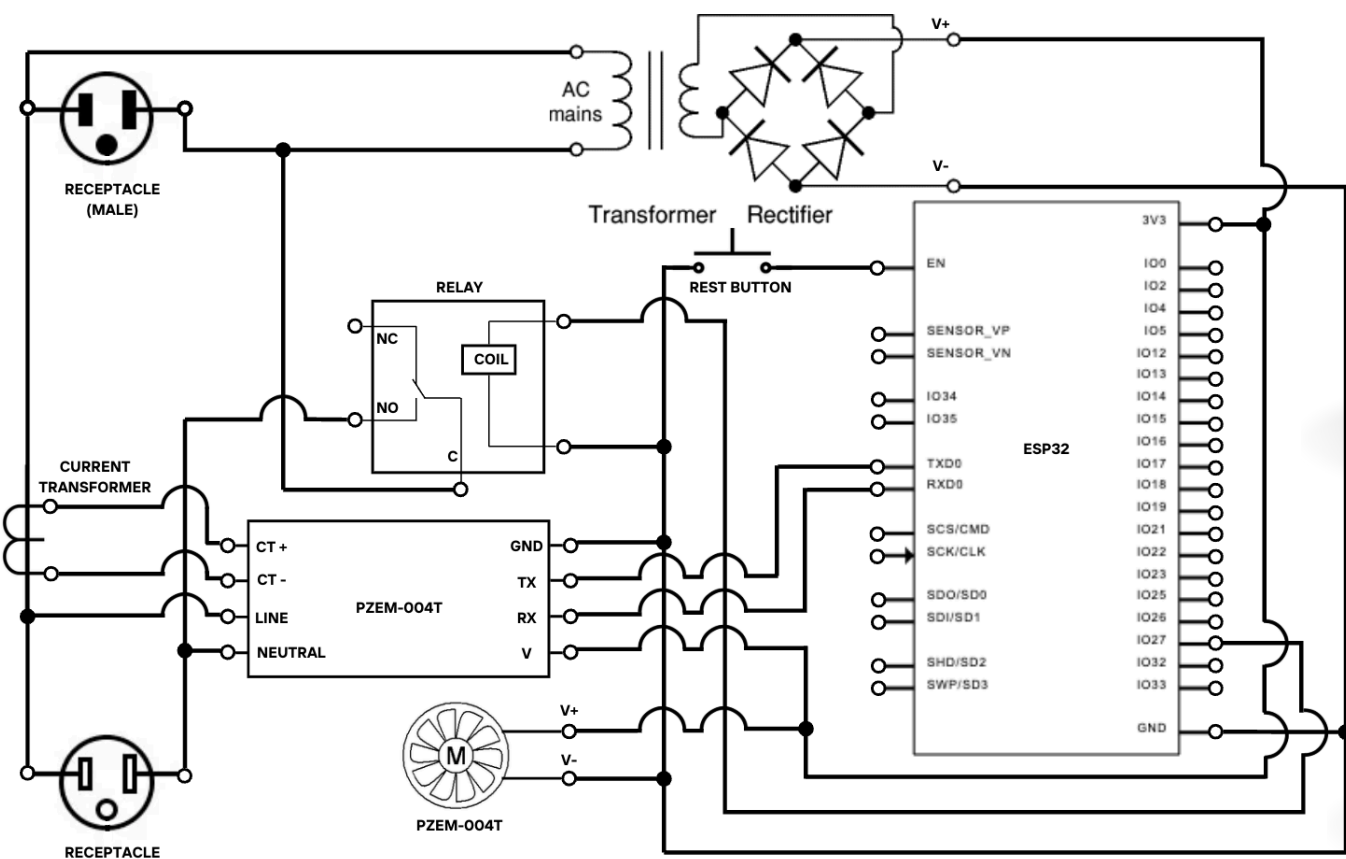 V+
AC
mains
V-
RECEPTACLE
(MALE)
Transformer
Rectifier
3V3
EN
IO0
REST BUTTON
IO2
RELAY
IO4
SENSOR_VP
IO5
NC
SENSOR_VN
IO12
COIL
IO13
IO34
IO14
NO
IO35
IO15
IO16
ESP32
C
TXD0
IO17
CURRENT
TRANSFORMER
RXD0
IO18
IO19
SCS/CMD
IO21
CT +
GND
SCK/CLK
IO22
CT -
TX
IO23
SDO/SD0
IO25
PZEM-004T
LINE
RX
SDI/SD1
IO26
IO27
NEUTRAL
V
SHD/SD2
IO32
SWP/SD3
IO33
V+
GND
M
V-
PZEM-004T
RECEPTACLE